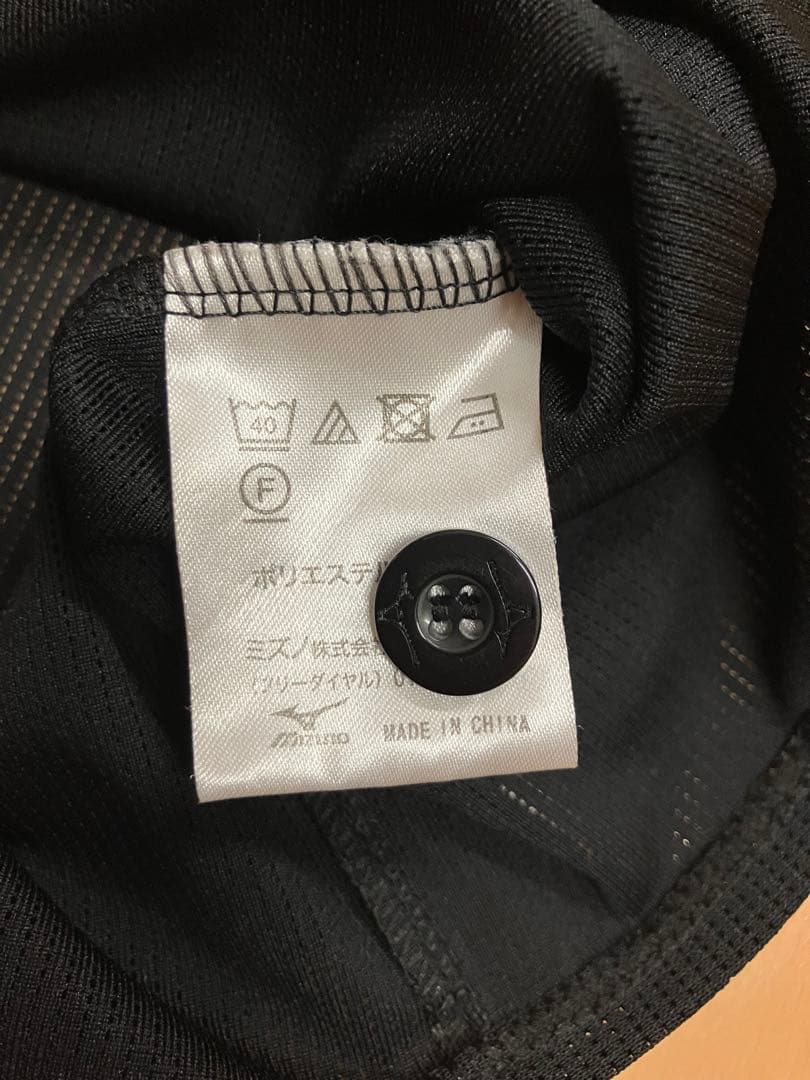 40
F
ポリエステル
ミズノ株式会
(フリーダイヤル) 0
Mizuno MADE IN CHINA